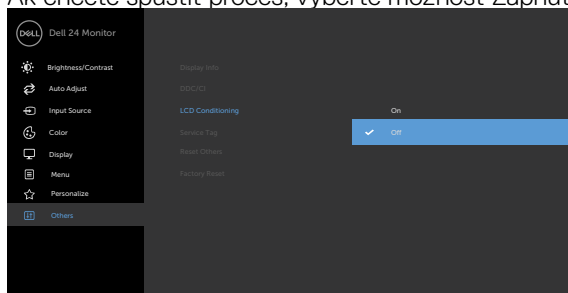 Ak chcete spustiť proces, vyberte možnosť Zapnúť
DELL Dell 24 Monitor
Brightness/Contrast Display Info
Auto Adjust DDC/CI
Input Source LCD Conditioning On
Color Service Tag Off
Display Reset Others
Menu Factory Reset
Personalize
Others